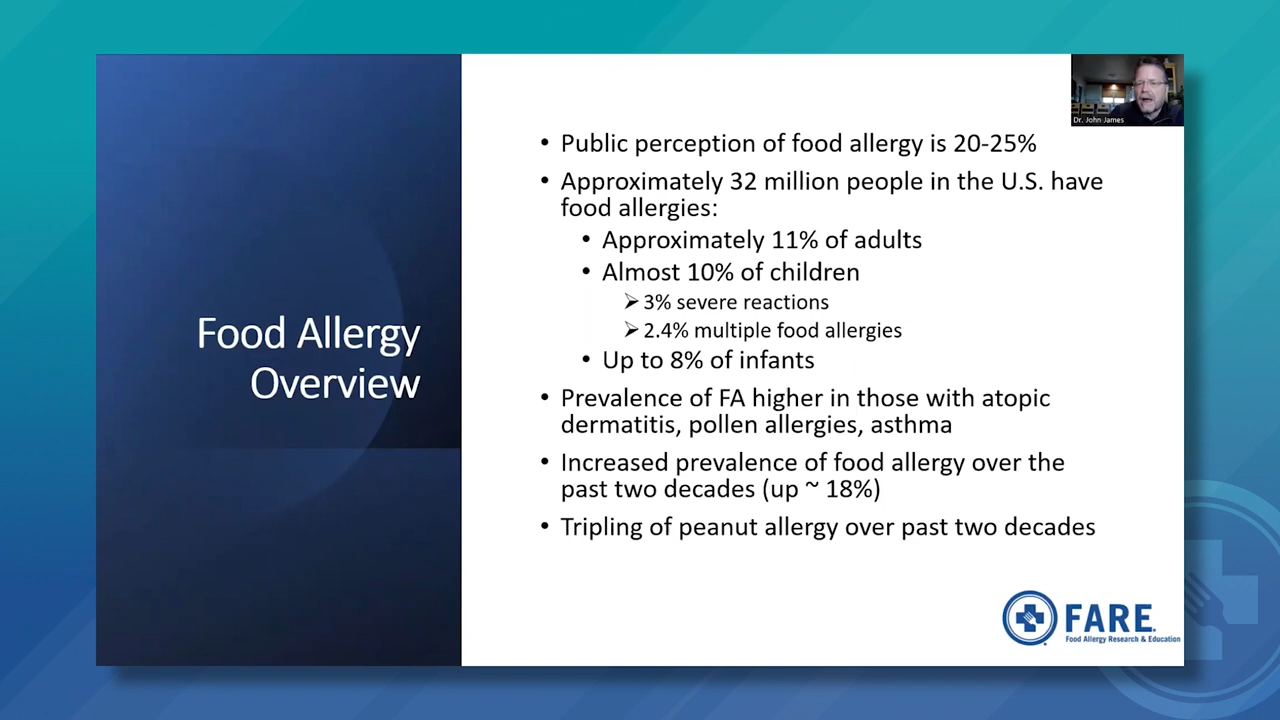 Dr. John James
Food Allergy
Overview
• Public perception of food allergy is 20-25%
• Approximately 32 million people in the U.S. have
food allergies:
• Approximately 11% of adults
• Almost 10% of children
➢ 3% severe reactions
➢ 2.4% multiple food allergies
• Up to 8% of infants
• Prevalence of FA higher in those with atopic
dermatitis, pollen allergies, asthma
• Increased prevalence of food allergy over the
past two decades (up ~ 18%)
• Tripling of peanut allergy over past two decades
FARE
Food Allergy Research & Education